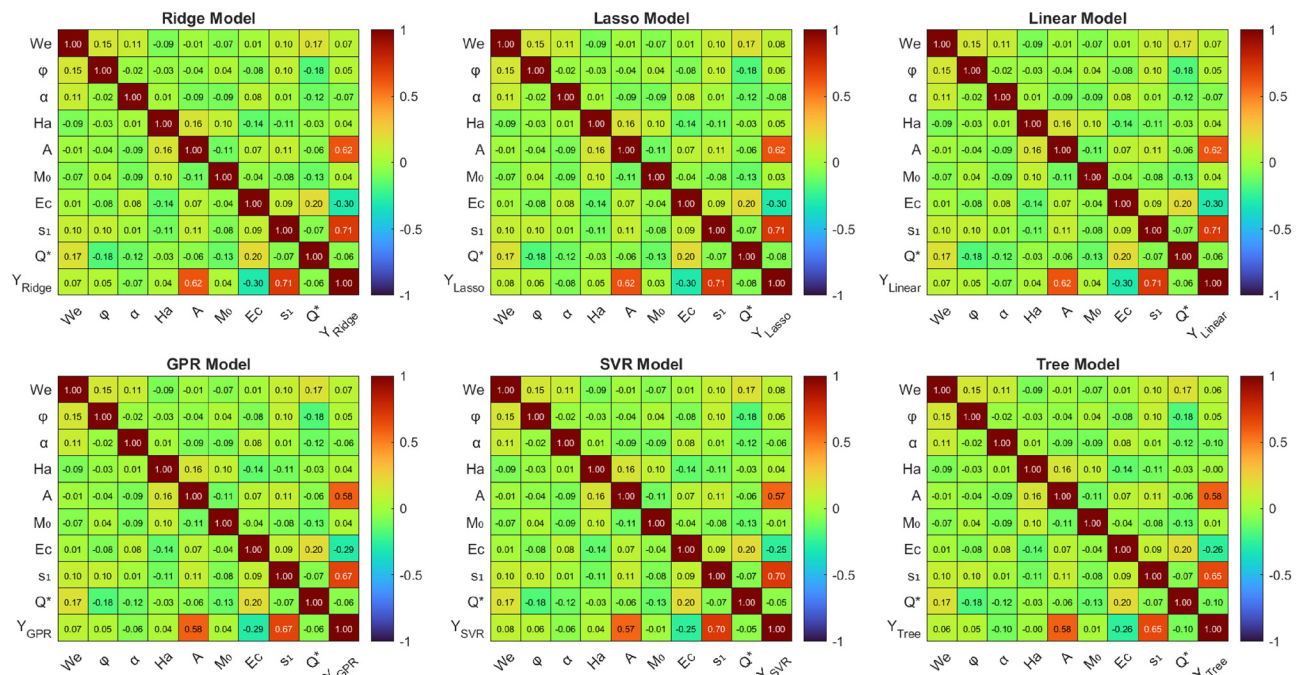 Ridge Model
We 1.00 0.15 0.11 -0.09 -0.01 -0.07 0.01 0.10 0.17 0.07
φ 0.15 1.00 -0.02 -0.03 -0.04 0.04 -0.08 0.10 -0.18 0.05
α 0.11 -0.02 1.00 0.01 -0.09 -0.09 0.08 0.01 -0.12 -0.07
Ha -0.09 -0.03 0.01 1.00 0.16 0.10 -0.14 -0.11 -0.03 0.04
A -0.01 -0.04 -0.09 0.16 1.00 -0.11 0.07 0.11 -0.06 0.62
M₀ -0.07 0.04 -0.09 0.10 -0.11 1.00 -0.04 -0.08 -0.13 0.04
Ec 0.01 -0.08 0.08 -0.14 0.07 -0.04 1.00 0.09 0.20 -0.30
s₁ 0.10 0.10 0.01 -0.11 0.11 -0.08 0.09 1.00 -0.07 0.71
Q* 0.17 -0.18 -0.12 -0.03 -0.06 -0.13 0.20 -0.07 1.00 -0.06
Y_Ridge 0.07 0.05 -0.07 0.04 0.62 0.04 -0.30 0.71 -0.06 1.00
We φ α Ha A M₀ Ec s₁ Q* Y_Ridge
1
0.5
0
-0.5
-1
Lasso Model
We 1.00 0.15 0.11 -0.09 -0.01 -0.07 0.01 0.10 0.17 0.08
φ 0.15 1.00 -0.02 -0.03 -0.04 0.04 -0.08 0.10 -0.18 0.06
α 0.11 -0.02 1.00 0.01 -0.09 -0.09 0.08 0.01 -0.12 -0.08
Ha -0.09 -0.03 0.01 1.00 0.16 0.10 -0.14 -0.11 -0.03 0.05
A -0.01 -0.04 -0.09 0.16 1.00 -0.11 0.07 0.11 -0.06 0.62
M₀ -0.07 0.04 -0.09 0.10 -0.11 1.00 -0.04 -0.08 -0.13 0.03
Ec 0.01 -0.08 0.08 -0.14 0.07 -0.04 1.00 0.09 0.20 -0.30
s₁ 0.10 0.10 0.01 -0.11 0.11 -0.08 0.09 1.00 -0.07 0.71
Q* 0.17 -0.18 -0.12 -0.03 -0.06 -0.13 0.20 -0.07 1.00 -0.08
Y_Lasso 0.08 0.06 -0.08 0.05 0.62 0.03 -0.30 0.71 -0.08 1.00
We φ α Ha A M₀ Ec s₁ Q* Y_Lasso
1
0.5
0
-0.5
-1
Linear Model
We 1.00 0.15 0.11 -0.09 -0.01 -0.07 0.01 0.10 0.17 0.07
φ 0.15 1.00 -0.02 -0.03 -0.04 0.04 -0.08 0.10 -0.18 0.05
α 0.11 -0.02 1.00 0.01 -0.09 -0.09 0.08 0.01 -0.12 -0.07
Ha -0.09 -0.03 0.01 1.00 0.16 0.10 -0.14 -0.11 -0.03 0.04
A -0.01 -0.04 -0.09 0.16 1.00 -0.11 0.07 0.11 -0.06 0.62
M₀ -0.07 0.04 -0.09 0.10 -0.11 1.00 -0.04 -0.08 -0.13 0.04
Ec 0.01 -0.08 0.08 -0.14 0.07 -0.04 1.00 0.09 0.20 -0.30
s₁ 0.10 0.10 0.01 -0.11 0.11 -0.08 0.09 1.00 -0.07 0.71
Q* 0.17 -0.18 -0.12 -0.03 -0.06 -0.13 0.20 -0.07 1.00 -0.06
Y_Linear 0.07 0.05 -0.07 0.04 0.62 0.04 -0.30 0.71 -0.06 1.00
We φ α Ha A M₀ Ec s₁ Q* Y_Linear
1
0.5
0
-0.5
-1
GPR Model
We 1.00 0.15 0.11 -0.09 -0.01 -0.07 0.01 0.10 0.17 0.07
φ 0.15 1.00 -0.02 -0.03 -0.04 0.04 -0.08 0.10 -0.18 0.05
α 0.11 -0.02 1.00 0.01 -0.09 -0.09 0.08 0.01 -0.12 -0.06
Ha -0.09 -0.03 0.01 1.00 0.16 0.10 -0.14 -0.11 -0.03 0.04
A -0.01 -0.04 -0.09 0.16 1.00 -0.11 0.07 0.11 -0.06 0.58
M₀ -0.07 0.04 -0.09 0.10 -0.11 1.00 -0.04 -0.08 -0.13 0.04
Ec 0.01 -0.08 0.08 -0.14 0.07 -0.04 1.00 0.09 0.20 -0.29
s₁ 0.10 0.10 0.01 -0.11 0.11 -0.08 0.09 1.00 -0.07 0.67
Q* 0.17 -0.18 -0.12 -0.03 -0.06 -0.13 0.20 -0.07 1.00 -0.06
Y_GPR 0.07 0.05 -0.06 0.04 0.58 0.04 -0.29 0.67 -0.06 1.00
We φ α Ha A M₀ Ec s₁ Q* Y_GPR
1
0.5
0
-0.5
-1
SVR Model
We 1.00 0.15 0.11 -0.09 -0.01 -0.07 0.01 0.10 0.17 0.08
φ 0.15 1.00 -0.02 -0.03 -0.04 0.04 -0.08 0.10 -0.18 0.06
α 0.11 -0.02 1.00 0.01 -0.09 -0.09 0.08 0.01 -0.12 -0.06
Ha -0.09 -0.03 0.01 1.00 0.16 0.10 -0.14 -0.11 -0.03 0.04
A -0.01 -0.04 -0.09 0.16 1.00 -0.11 0.07 0.11 -0.06 0.57
M₀ -0.07 0.04 -0.09 0.10 -0.11 1.00 -0.04 -0.08 -0.13 -0.01
Ec 0.01 -0.08 0.08 -0.14 0.07 -0.04 1.00 0.09 0.20 -0.25
s₁ 0.10 0.10 0.01 -0.11 0.11 -0.08 0.09 1.00 -0.07 0.70
Q* 0.17 -0.18 -0.12 -0.03 -0.06 -0.13 0.20 -0.07 1.00 -0.05
Y_SVR 0.08 0.06 -0.06 0.04 0.57 -0.01 -0.25 0.70 -0.05 1.00
We φ α Ha A M₀ Ec s₁ Q* Y_SVR
1
0.5
0
-0.5
-1
Tree Model
We 1.00 0.15 0.11 -0.09 -0.01 -0.07 0.01 0.10 0.17 0.06
φ 0.15 1.00 -0.02 -0.03 -0.04 0.04 -0.08 0.10 -0.18 0.05
α 0.11 -0.02 1.00 0.01 -0.09 -0.09 0.08 0.01 -0.12 -0.10
Ha -0.09 -0.03 0.01 1.00 0.16 0.10 -0.14 -0.11 -0.03 -0.00
A -0.01 -0.04 -0.09 0.16 1.00 -0.11 0.07 0.11 -0.06 0.58
M₀ -0.07 0.04 -0.09 0.10 -0.11 1.00 -0.04 -0.08 -0.13 0.01
Ec 0.01 -0.08 0.08 -0.14 0.07 -0.04 1.00 0.09 0.20 -0.26
s₁ 0.10 0.10 0.01 -0.11 0.11 -0.08 0.09 1.00 -0.07 0.65
Q* 0.17 -0.18 -0.12 -0.03 -0.06 -0.13 0.20 -0.07 1.00 -0.10
Y_Tree 0.06 0.05 -0.10 -0.00 0.58 0.01 -0.26 0.65 -0.10 1.00
We φ α Ha A M₀ Ec s₁ Q* Y_Tree
1
0.5
0
-0.5
-1